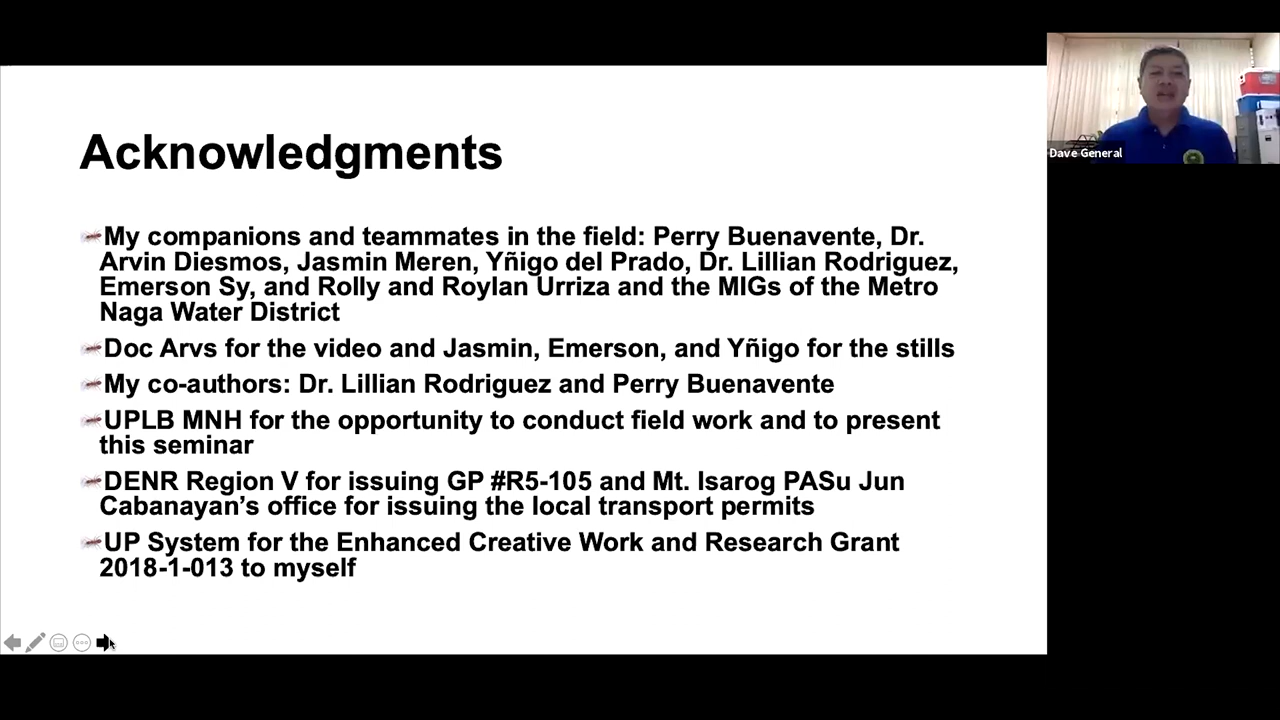 Acknowledgments
My companions and teammates in the field: Perry Buenavente, Dr.
Arvin Diesmos, Jasmin Meren, Yñigo del Prado, Dr. Lillian Rodriguez,
Emerson Sy, and Rolly and Roylan Urriza and the MIGs of the Metro
Naga Water District
Doc Arvs for the video and Jasmin, Emerson, and Yñigo for the stills
My co-authors: Dr. Lillian Rodriguez and Perry Buenavente
UPLB MNH for the opportunity to conduct field work and to present
this seminar
DENR Region V for issuing GP #R5-105 and Mt. Isarog PASu Jun
Cabanayan’s office for issuing the local transport permits
UP System for the Enhanced Creative Work and Research Grant
2018-1-013 to myself
Dave General